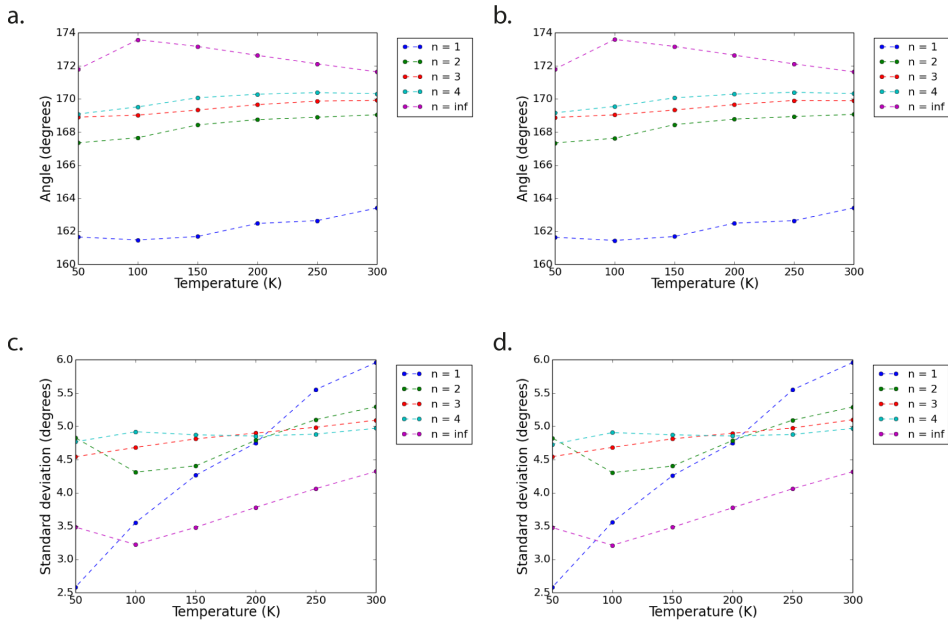 a.
174
172
170
168
166
164
162
160
Angle (degrees)
50 100 150 200 250 300
Temperature (K)
n = 1
n = 2
n = 3
n = 4
n = inf
b.
174
172
170
168
166
164
162
160
Angle (degrees)
50 100 150 200 250 300
Temperature (K)
n = 1
n = 2
n = 3
n = 4
n = inf
c.
6.0
5.5
5.0
4.5
4.0
3.5
3.0
2.5
Standard deviation (degrees)
50 100 150 200 250 300
Temperature (K)
n = 1
n = 2
n = 3
n = 4
n = inf
d.
6.0
5.5
5.0
4.5
4.0
3.5
3.0
2.5
Standard deviation (degrees)
50 100 150 200 250 300
Temperature (K)
n = 1
n = 2
n = 3
n = 4
n = inf